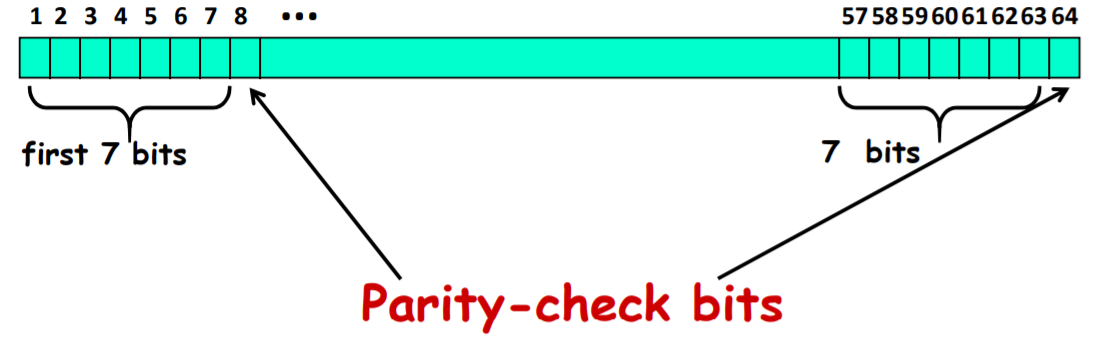 1 2 3 4 5 6 7 8 ••• 57 58 59 60 61 62 63 64
first 7 bits
7 bits
Parity-check bits